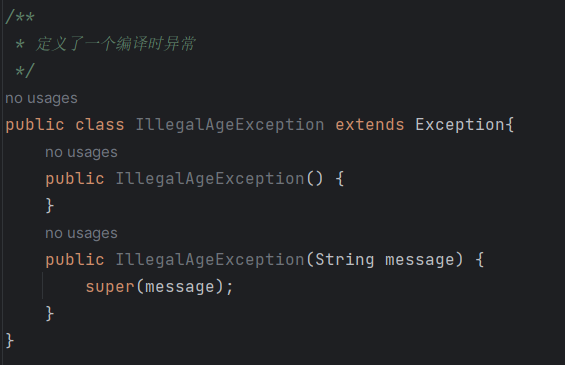 /**
 * 定义了一个编译时异常
 */
no usages
public class IllegalAgeException extends Exception{
    no usages
    public IllegalAgeException() {
    }
    no usages
    public IllegalAgeException(String message) {
        super(message);
    }
}